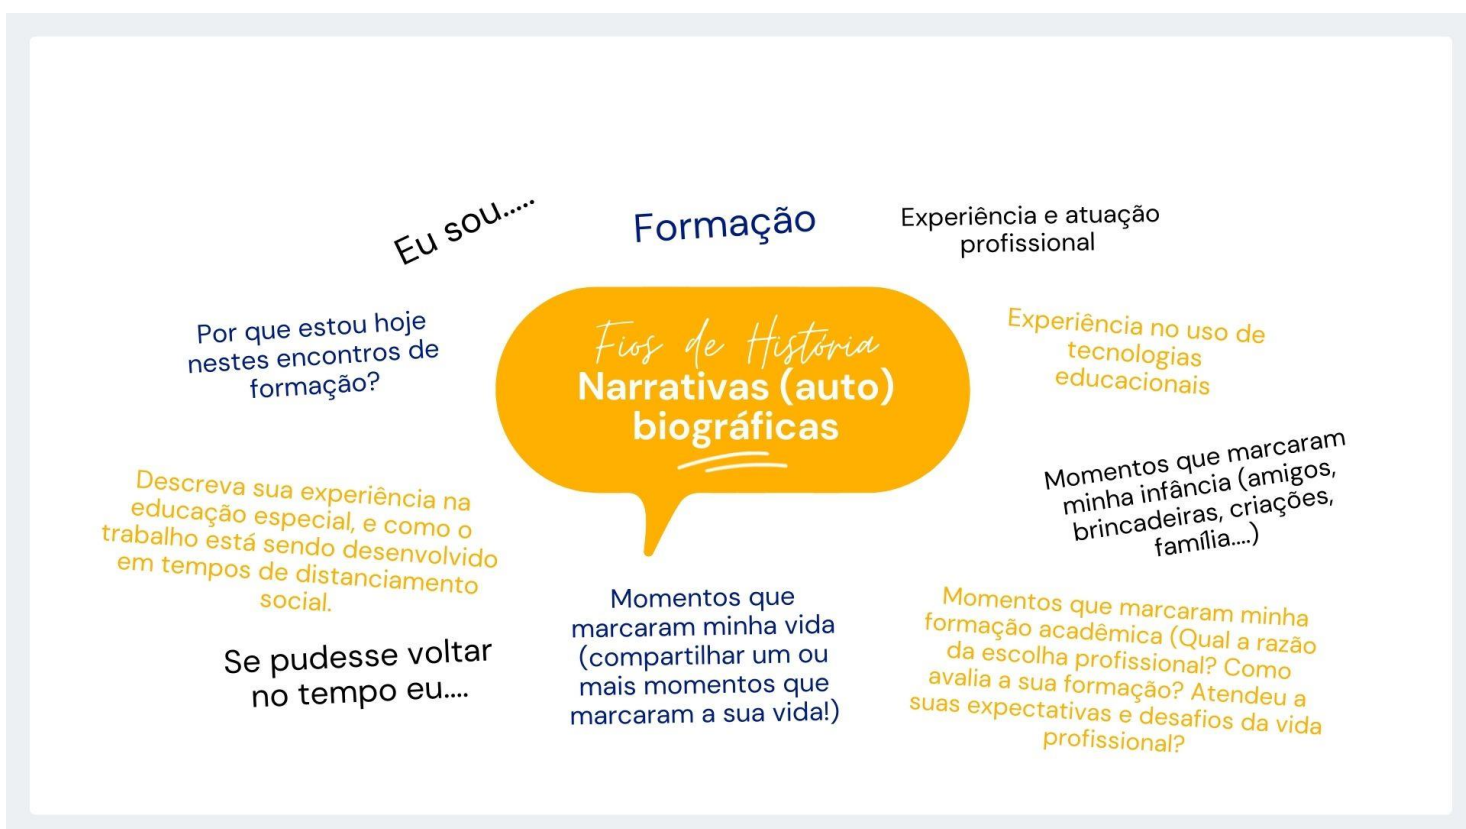 Eu sou.....
Formação
Experiência e atuação
profissional
Por que estou hoje
nestes encontros de
formação?
Fios de História
Narrativas (auto)
biográficas
Experiência no uso de
tecnologias
educacionais
Momentos que marcaram
minha infância (amigos,
brincadeiras, criações,
família....)
Descreva sua experiência na
educação especial, e como o
trabalho está sendo desenvolvido
em tempos de distanciamento
social.
Se pudesse voltar
no tempo eu....
Momentos que
marcaram minha vida
(compartilhar um ou
mais momentos que
marcaram a sua vida!)
Momentos que marcaram minha
formação acadêmica (Qual a razão
da escolha profissional? Como
avalia a sua formação? Atendeu a
suas expectativas e desafios da vida
profissional?